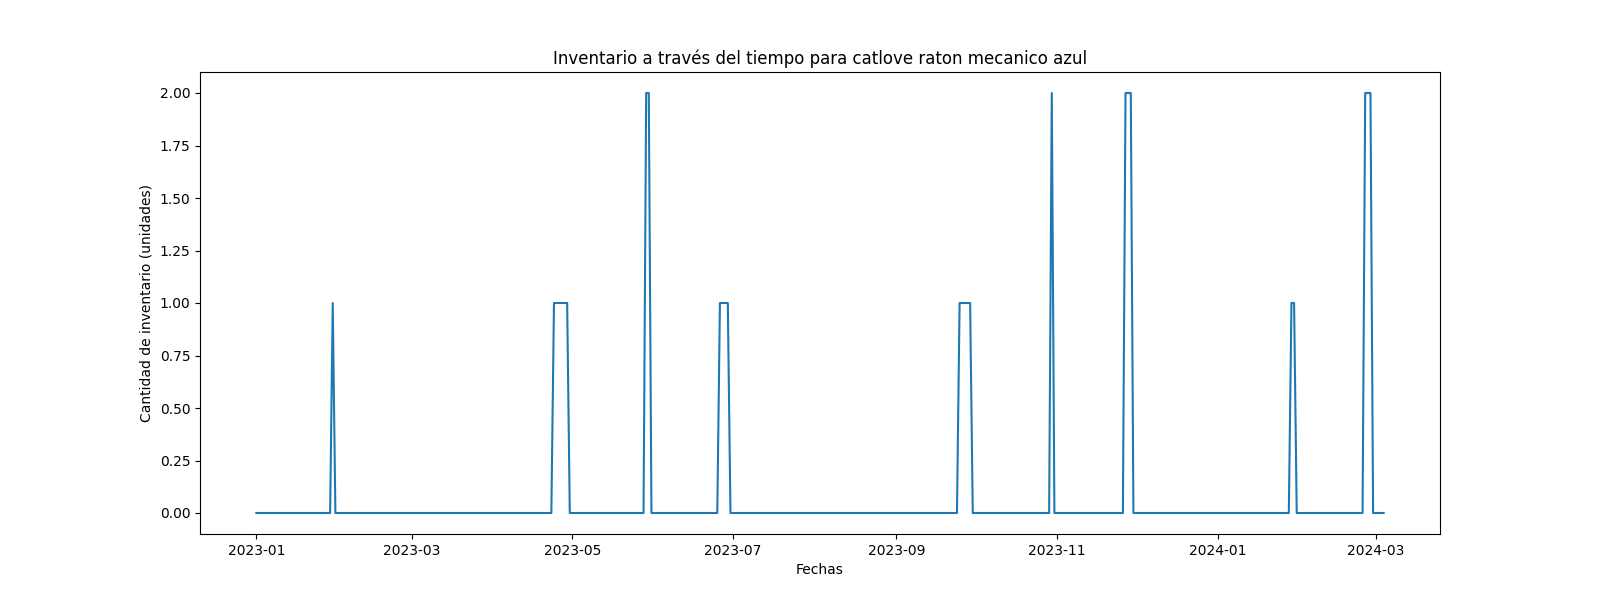 Inventario a través del tiempo para catlove raton mecanico azul
Cantidad de inventario (unidades)
2.00
1.75
1.50
1.25
1.00
0.75
0.50
0.25
0.00
2023-01 2023-03 2023-05 2023-07 2023-09 2023-11 2024-01 2024-03
Fechas